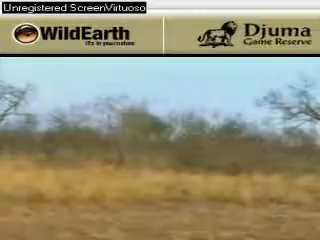 Unregistered ScreenVirtuoso
WildEarth
it's in your nature
Djuma
Game Reserve